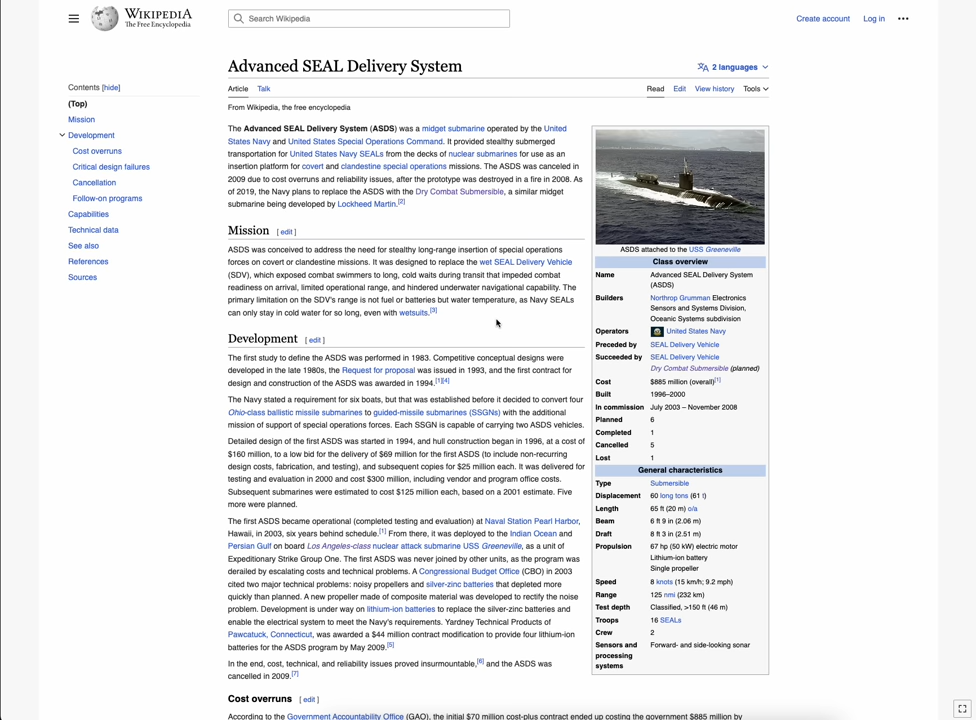 WIKIPEDIA
The Free Encyclopedia
Search Wikipedia
Create account
Log in
Contents [hide]
(Top)
Mission
Development
Cost overruns
Critical design failures
Cancellation
Follow-on programs
Capabilities
Technical data
See also
References
Sources
Advanced SEAL Delivery System
2 languages
Article
Talk
Read
Edit
View history
Tools
From Wikipedia, the free encyclopedia
The Advanced SEAL Delivery System (ASDS) was a midget submarine operated by the United
States Navy and United States Special Operations Command. It provided stealthy submerged
transportation for United States Navy SEALs from the decks of nuclear submarines for use as an
insertion platform for covert and clandestine special operations missions. The ASDS was canceled in
2009 due to cost overruns and reliability issues, after the prototype was destroyed in a fire in 2008. As
of 2019, the Navy plans to replace the ASDS with the Dry Combat Submersible, a similar midget
submarine being developed by Lockheed Martin.[2]
Mission [ edit ]
ASDS was conceived to address the need for stealthy long-range insertion of special operations
forces on covert or clandestine missions. It was designed to replace the wet SEAL Delivery Vehicle
(SDV), which exposed combat swimmers to long, cold waits during transit that impeded combat
readiness on arrival, limited operational range, and hindered underwater navigational capability. The
primary limitation on the SDV's range is not fuel or batteries but water temperature, as Navy SEALs
can only stay in cold water for so long, even with wetsuits.[3]
Development [ edit ]
The first study to define the ASDS was performed in 1983. Competitive conceptual designs were
developed in the late 1980s, the Request for proposal was issued in 1993, and the first contract for
design and construction of the ASDS was awarded in 1994.[1][4]
The Navy stated a requirement for six boats, but that was established before it decided to convert four
Ohio-class ballistic missile submarines to guided-missile submarines (SSGNs) with the additional
mission of support of special operations forces. Each SSGN is capable of carrying two ASDS vehicles.
Detailed design of the first ASDS was started in 1994, and hull construction began in 1996, at a cost of
$160 million, to a low bid for the delivery of $69 million for the first ASDS (to include non-recurring
design costs, fabrication, and testing), and subsequent copies for $25 million each. It was delivered for
testing and evaluation in 2000 and cost $300 million, including vendor and program office costs.
Subsequent submarines were estimated to cost $125 million each, based on a 2001 estimate. Five
more were planned.
The first ASDS became operational (completed testing and evaluation) at Naval Station Pearl Harbor,
Hawaii, in 2003, six years behind schedule.[1] From there, it was deployed to the Indian Ocean and
Persian Gulf on board Los Angeles-class nuclear attack submarine USS Greeneville, as a unit of
Expeditionary Strike Group One. The first ASDS was never joined by other units, as the program was
derailed by escalating costs and technical problems. A Congressional Budget Office (CBO) in 2003
cited two major technical problems: noisy propellers and silver-zinc batteries that depleted more
quickly than planned. A new propeller made of composite material was developed to rectify the noise
problem. Development is under way on lithium-ion batteries to replace the silver-zinc batteries and
enable the electrical system to meet the Navy's requirements. Yardney Technical Products of
Pawcatuck, Connecticut, was awarded a $44 million contract modification to provide four lithium-ion
batteries for the ASDS program by May 2009.[5]
In the end, cost, technical, and reliability issues proved insurmountable,[6] and the ASDS was
cancelled in 2009.[7]
Cost overruns [ edit ]
According to the Government Accountability Office (GAO), the initial $70 million cost-plus contract ended up costing the government $885 million by
ASDS attached to the USS Greeneville
Class overview
Name Advanced SEAL Delivery System
(ASDS)
Builders Northrop Grumman Electronics
Sensors and Systems Division,
Oceanic Systems subdivision
Operators United States Navy
Preceded by SEAL Delivery Vehicle
Succeeded by SEAL Delivery Vehicle
Dry Combat Submersible (planned)
Cost $885 million (overall)[1]
Built 1996–2000
In commission July 2003 – November 2008
Planned 6
Completed 1
Cancelled 5
Lost 1
General characteristics
Type Submersible
Displacement 60 long tons (61 t)
Length 65 ft (20 m) o/a
Beam 6 ft 9 in (2.06 m)
Draft 8 ft 3 in (2.51 m)
Propulsion 67 hp (50 kW) electric motor
Lithium-ion battery
Single propeller
Speed 8 knots (15 km/h; 9.2 mph)
Range 125 nmi (232 km)
Test depth Classified, >150 ft (46 m)
Troops 16 SEALs
Crew 2
Sensors and Forward- and side-looking sonar
processing
systems